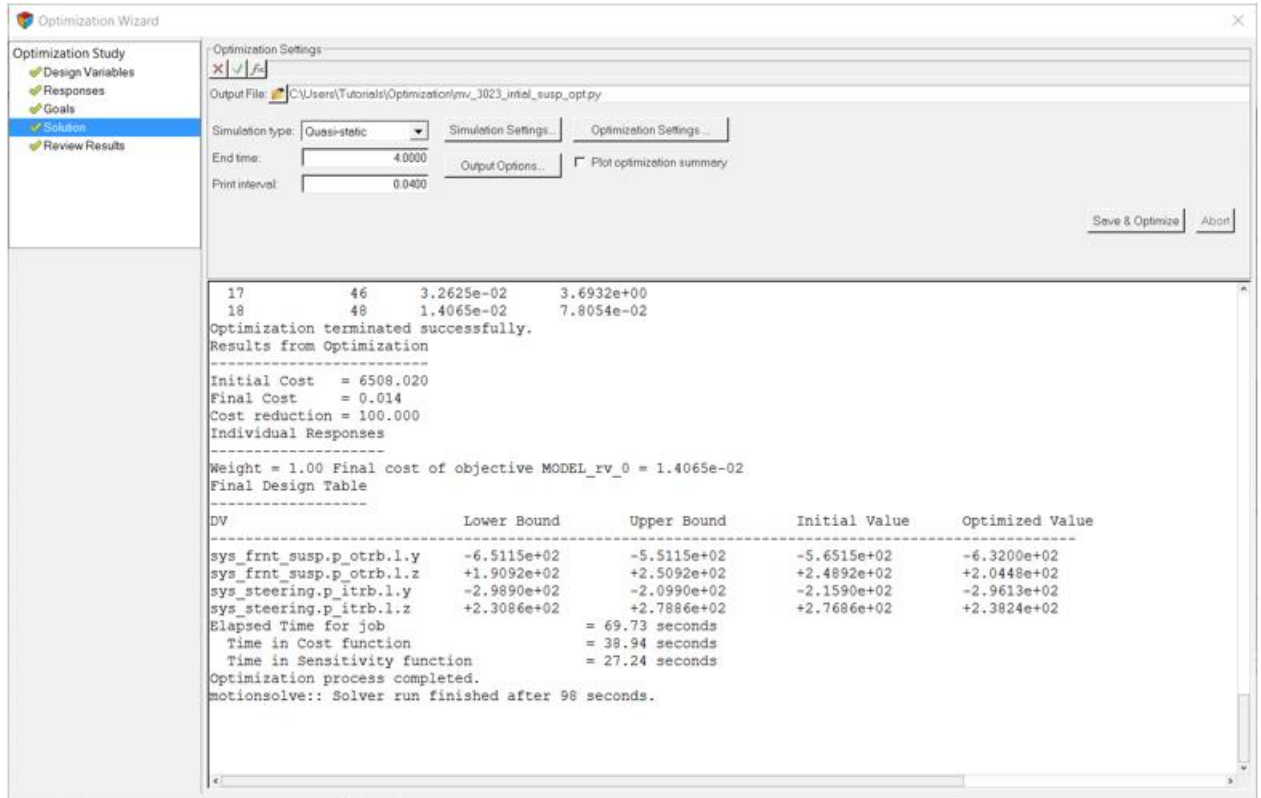 Optimization Wizard
Optimization Study
Design Variables
Responses
Goals
Solution
Review Results
Optimization Settings
Output File: C:\Users\Tutorials\Optimization\mv_3023_intial_susp_opt.py
Simulation type: Quasi-static Simulation Settings... Optimization Settings...
End time: 4.0000 Output Options... Plot optimization summary
Print interval: 0.0400
Save & Optimize Abort
17 46 3.2625e-02 3.6932e+00
18 48 1.4065e-02 7.8054e-02
Optimization terminated successfully.
Results from Optimization
-------------------------
Initial Cost = 6508.020
Final Cost = 0.014
Cost reduction = 100.000
Individual Responses
--------------------
Weight = 1.00 Final cost of objective MODEL_rv_0 = 1.4065e-02
Final Design Table
------------------
DV Lower Bound Upper Bound Initial Value Optimized Value
sys_frnt_susp.p_otrb.l.y -6.5115e+02 -5.5115e+02 -5.6515e+02 -6.3200e+02
sys_frnt_susp.p_otrb.l.z +1.9092e+02 +2.5092e+02 +2.4892e+02 +2.0448e+02
sys_steering.p_itrb.l.y -2.9890e+02 -2.0990e+02 -2.1590e+02 -2.9613e+02
sys_steering.p_itrb.l.z +2.3086e+02 +2.7886e+02 +2.7686e+02 +2.3824e+02
Elapsed Time for job = 69.73 seconds
Time in Cost function = 38.94 seconds
Time in Sensitivity function = 27.24 seconds
Optimization process completed.
motionsolve:: Solver run finished after 98 seconds.